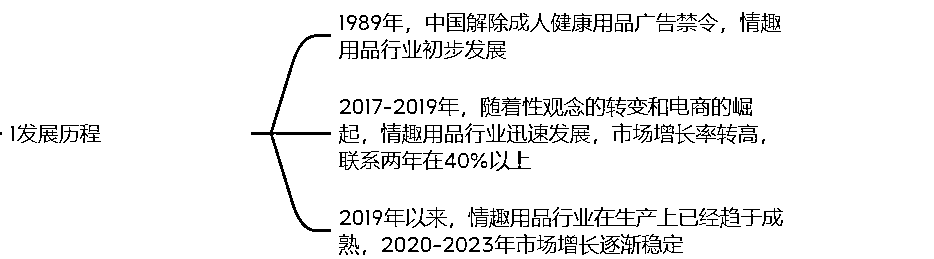 1989年，中国解除成人健康用品广告禁令，情趣
用品行业初步发展
1发展历程
2017-2019年，随着性观念的转变和电商的崛
起，情趣用品行业迅速发展，市场增长率转高，
联系两年在40%以上
2019年以来，情趣用品行业在生产上已经趋于成
熟，2020-2023年市场增长逐渐稳定